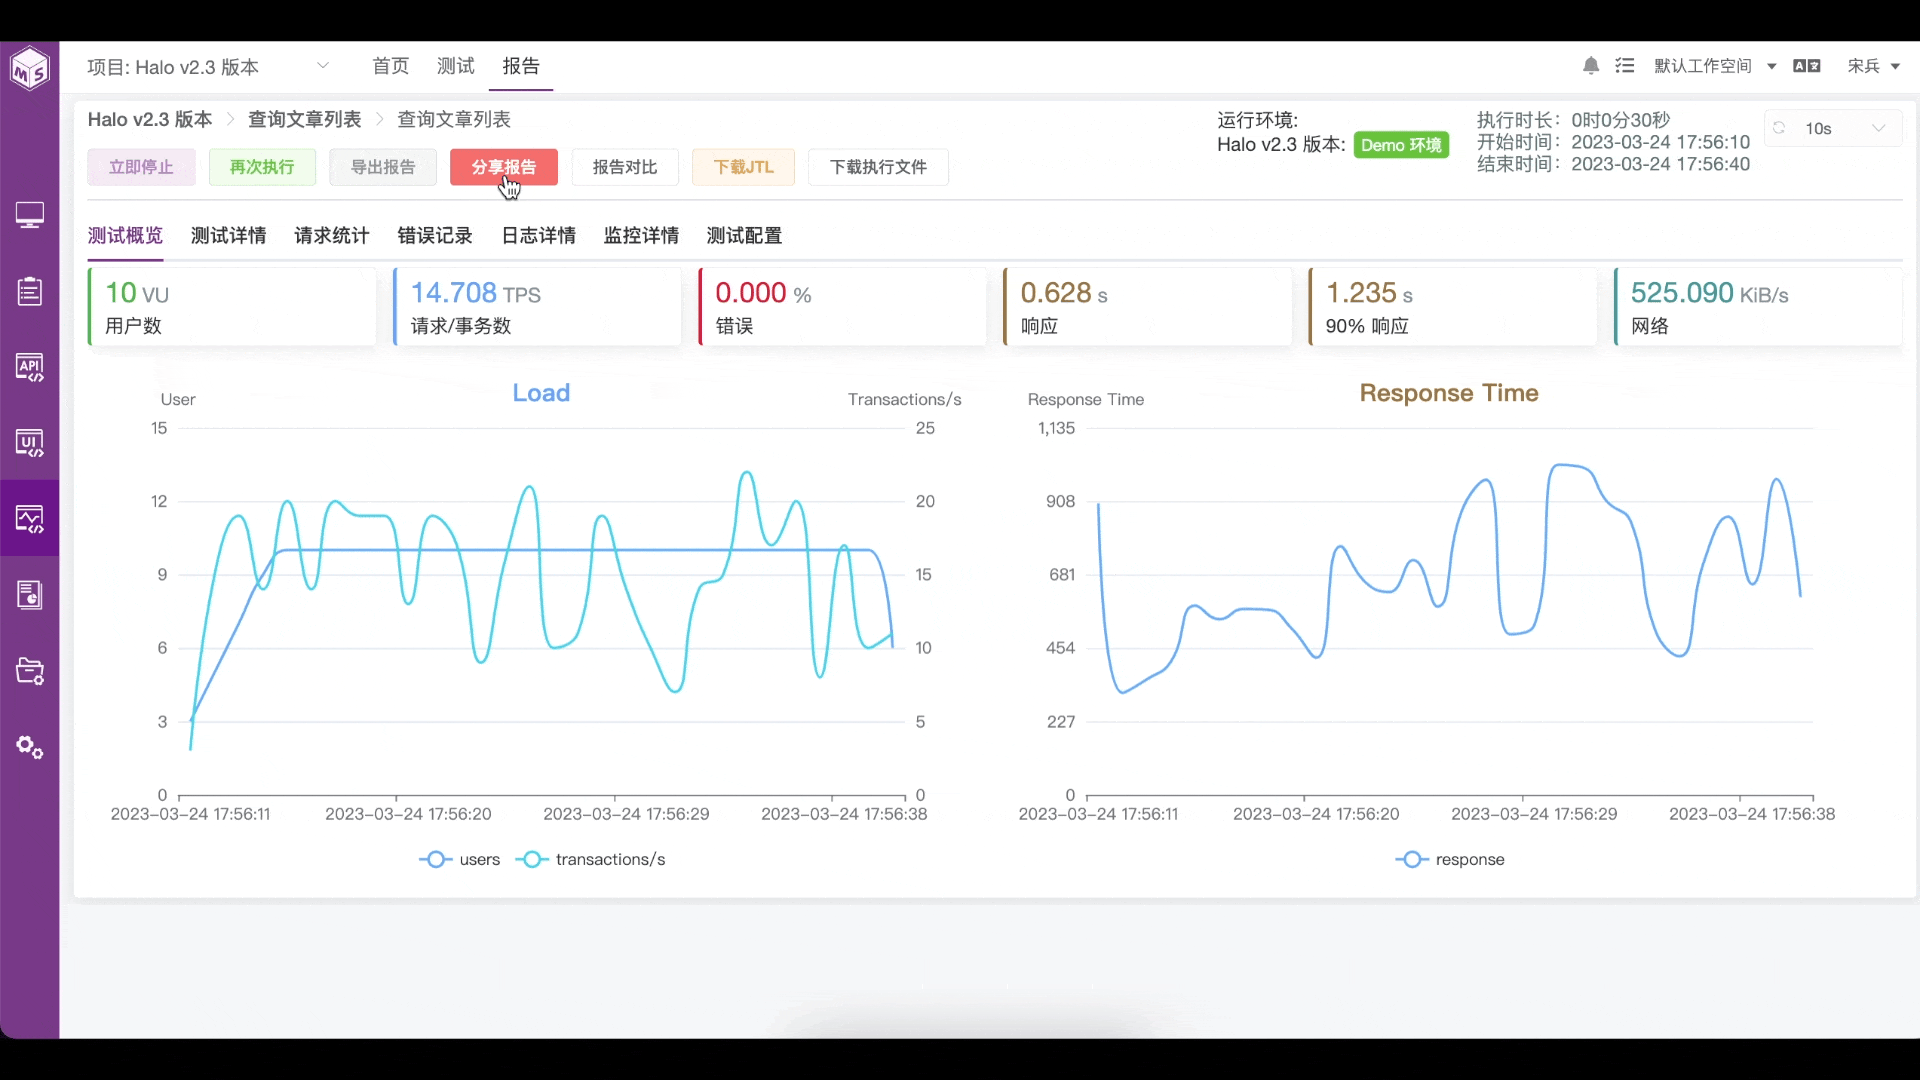 MS
项目: Halo v2.3 版本
首页
测试
报告
默认工作空间
宋兵
Halo v2.3 版本
查询文章列表
查询文章列表
立即停止
再次执行
导出报告
分享报告
报告对比
下载JTL
下载执行文件
运行环境:
Halo v2.3 版本:
Demo 环境
执行时长: 0时0分30秒
开始时间: 2023-03-24 17:56:10
结束时间: 2023-03-24 17:56:40
10s
测试概览
测试详情
请求统计
错误记录
日志详情
监控详情
测试配置
10 VU
用户数
14.708 TPS
请求/事务数
0.000 %
错误
0.628 s
响应
1.235 s
90% 响应
525.090 KiB/s
网络
API
UI
Load
User
Transactions/s
15
12
9
6
3
0
25
20
15
10
5
0
2023-03-24 17:56:11
2023-03-24 17:56:20
2023-03-24 17:56:29
2023-03-24 17:56:38
users
transactions/s
Response Time
Response Time
1,135
908
681
454
227
0
2023-03-24 17:56:11
2023-03-24 17:56:20
2023-03-24 17:56:29
2023-03-24 17:56:38
response